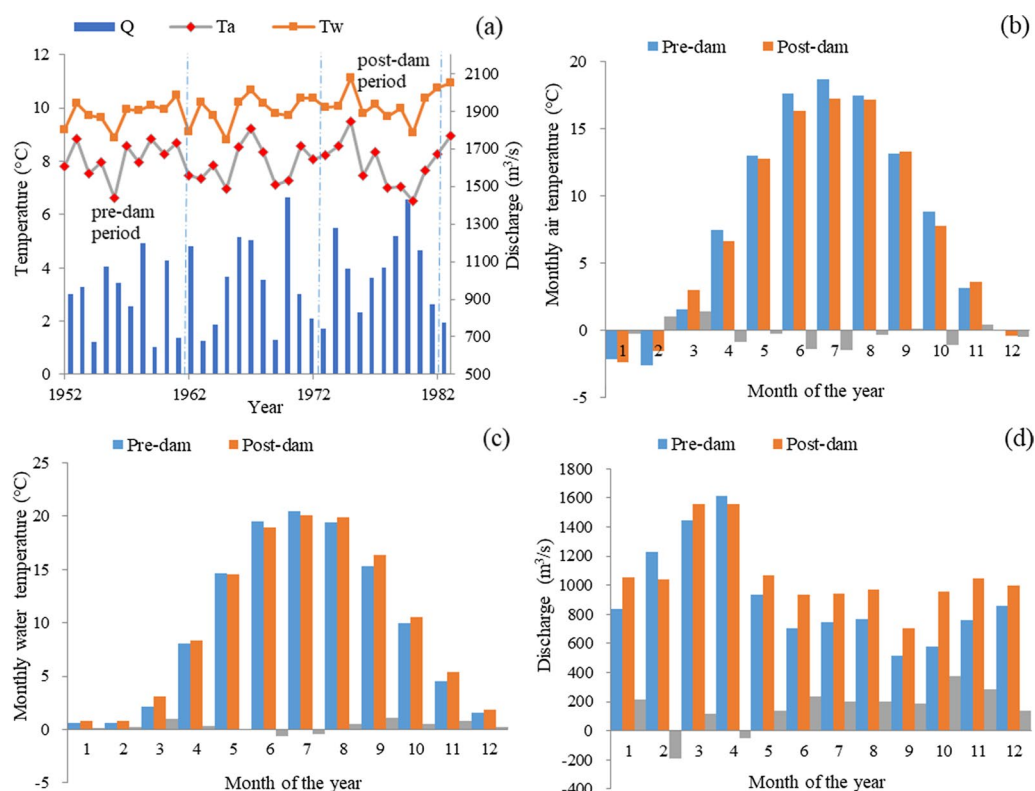 Q Ta Tw (a)
12
10
8
6
4
2
0
Temperature (°C)
pre-dam
period
post-dam
period
2100
1900
1700
1500
1300
1100
900
700
500
Discharge (m³/s)
1952 1962 1972 1982
Year
(b)
Pre-dam Post-dam
20
15
10
5
0
-5
Monthly air temperature (°C)
1 2 3 4 5 6 7 8 9 10 11 12
Month of the year
(c)
Pre-dam Post-dam
25
20
15
10
5
0
-5
Monthly water temperature (°C)
1 2 3 4 5 6 7 8 9 10 11 12
Month of the year
(d)
Pre-dam Post-dam
1800
1600
1400
1200
1000
800
600
400
200
0
-200
-400
Discharge (m³/s)
1 2 3 4 5 6 7 8 9 10 11 12
Month of the year